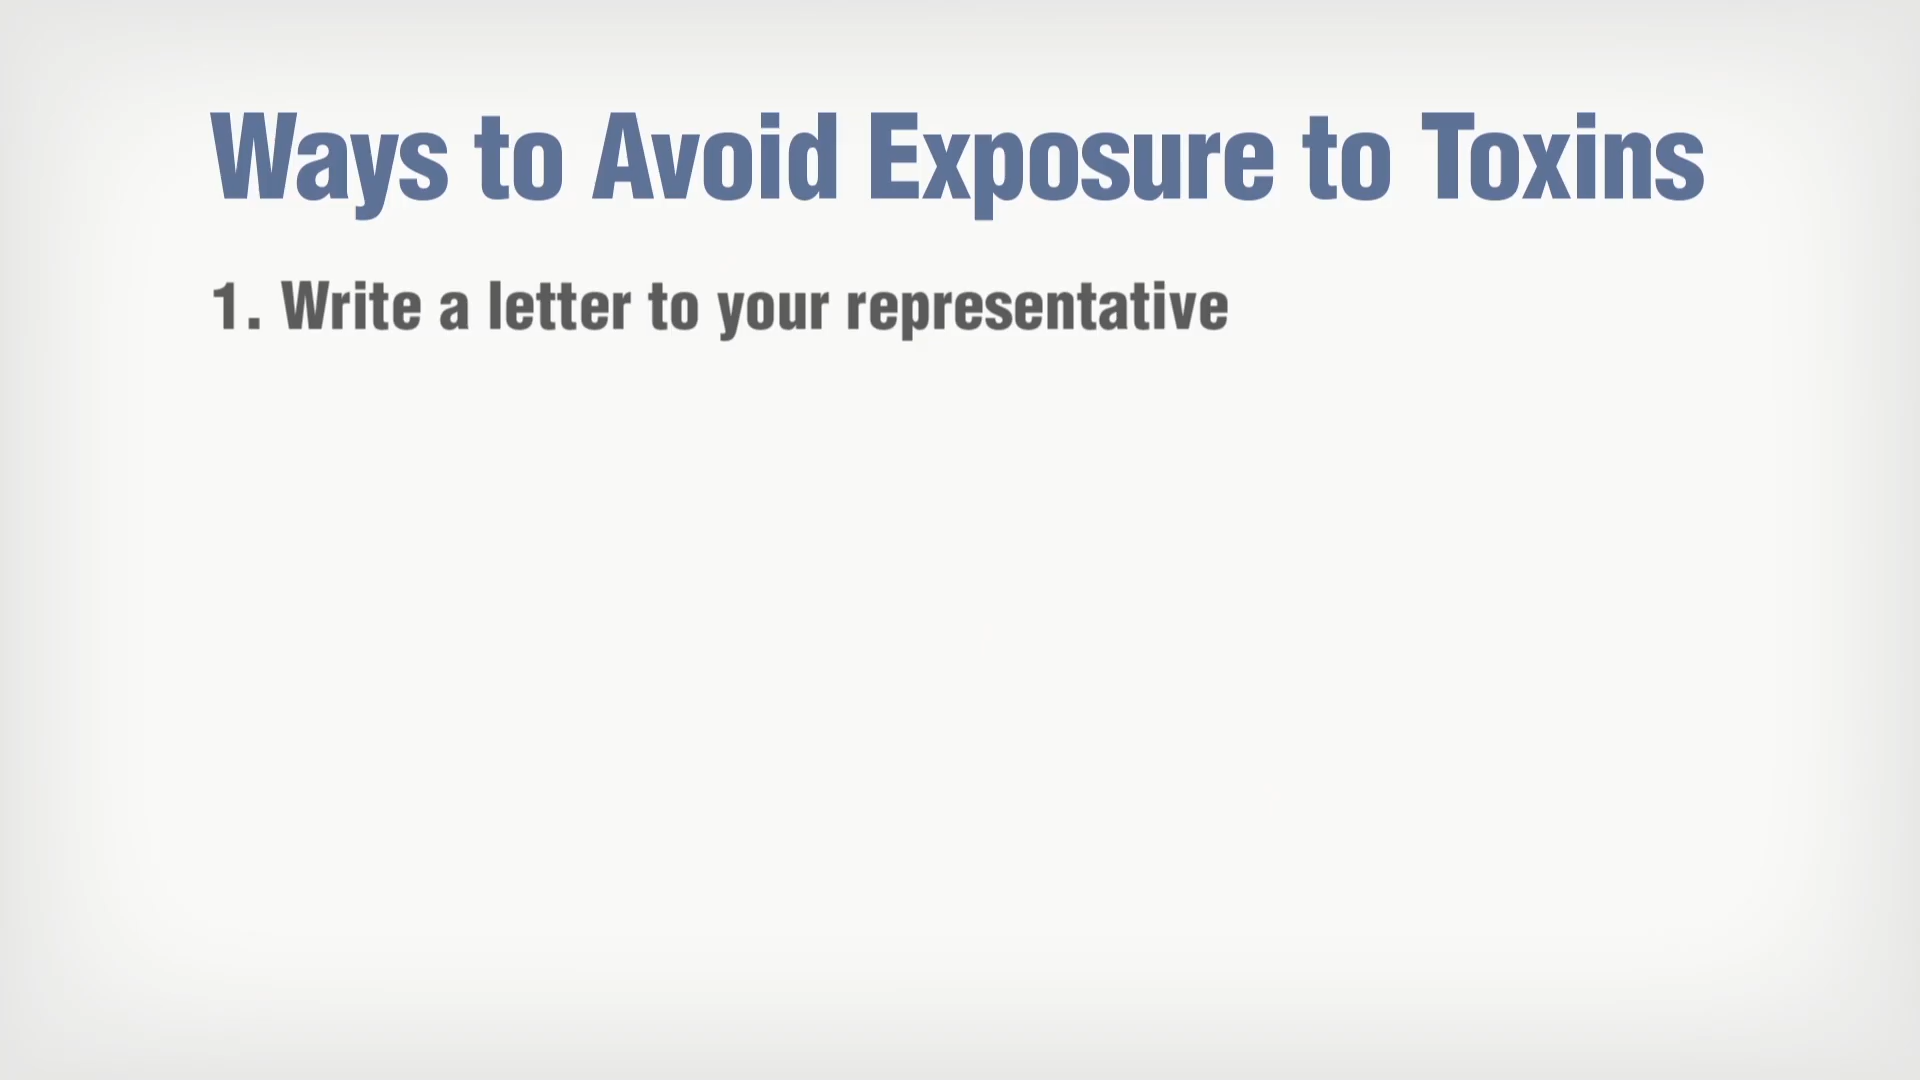 Ways to Avoid Exposure to Toxins
1. Write a letter to your representative